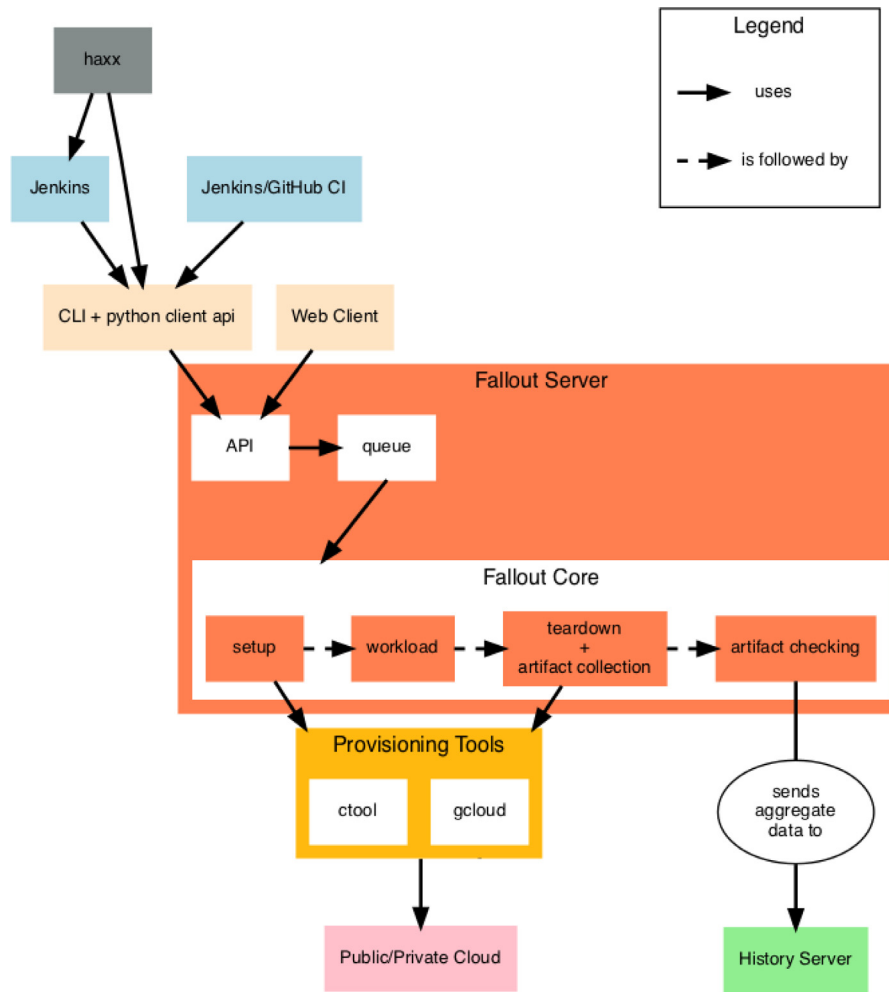 Legend
uses
is followed by
haxx
Jenkins
Jenkins/GitHub CI
CLI + python client api
Web Client
Fallout Server
API
queue
Fallout Core
setup
workload
teardown
+
artifact collection
artifact checking
Provisioning Tools
ctool
gcloud
sends
aggregate
data to
Public/Private Cloud
History Server